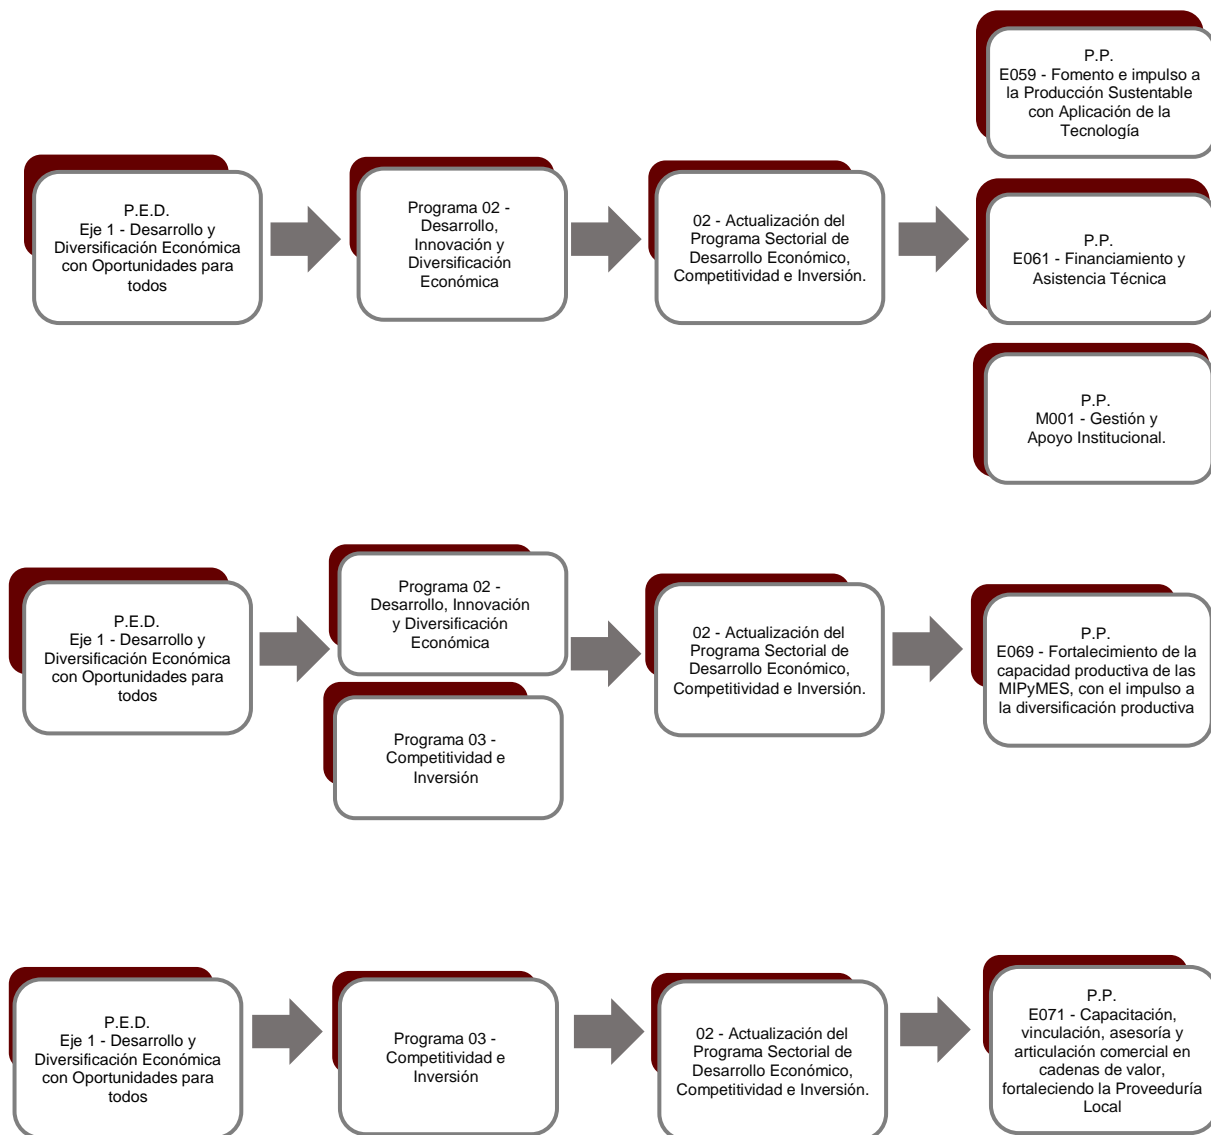 P.E.D.
Eje 1 - Desarrollo y
Diversificación Económica
con Oportunidades para
todos
Programa 02 -
Desarrollo,
Innovación y
Diversificación
Económica
02 - Actualización del
Programa Sectorial de
Desarrollo Económico,
Competitividad e Inversión.
P.P.
E059 - Fomento e impulso a
la Producción Sustentable
con Aplicación de la
Tecnología
P.P.
E061 - Financiamiento y
Asistencia Técnica
P.P.
M001 - Gestión y
Apoyo Institucional.
P.E.D.
Eje 1 - Desarrollo y
Diversificación Económica
con Oportunidades para
todos
Programa 02 -
Desarrollo, Innovación
y Diversificación
Económica
Programa 03 -
Competitividad e
Inversión
02 - Actualización del
Programa Sectorial de
Desarrollo Económico,
Competitividad e Inversión.
P.P.
E069 - Fortalecimiento de la
capacidad productiva de las
MIPyMES, con el impulso a
la diversificación productiva
P.E.D.
Eje 1 - Desarrollo y
Diversificación Económica
con Oportunidades para
todos
Programa 03 -
Competitividad e
Inversión
02 - Actualización del
Programa Sectorial de
Desarrollo Económico,
Competitividad e Inversión.
P.P.
E071 - Capacitación,
vinculación, asesoría y
articulación comercial en
cadenas de valor,
fortaleciendo la Proveeduría
Local